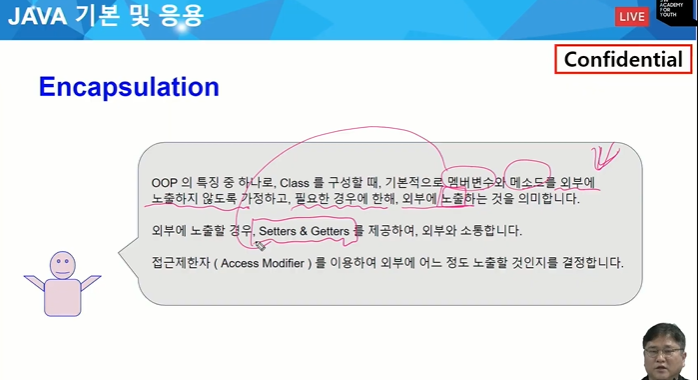 JAVA 기본 및 응용
LIVE
ACADEMY
FOR
YOUTH
Confidential
Encapsulation
OOP 의 특징 중 하나로, Class 를 구성할 때, 기본적으로 멤버변수와 메소드를 외부에
노출하지 않도록 가정하고, 필요한 경우에 한해, 외부에 노출하는 것을 의미합니다.
외부에 노출할 경우, Setters & Getters 를 제공하여, 외부와 소통합니다.
접근제한자 ( Access Modifier ) 를 이용하여 외부에 어느 정도 노출할 것인지를 결정합니다.